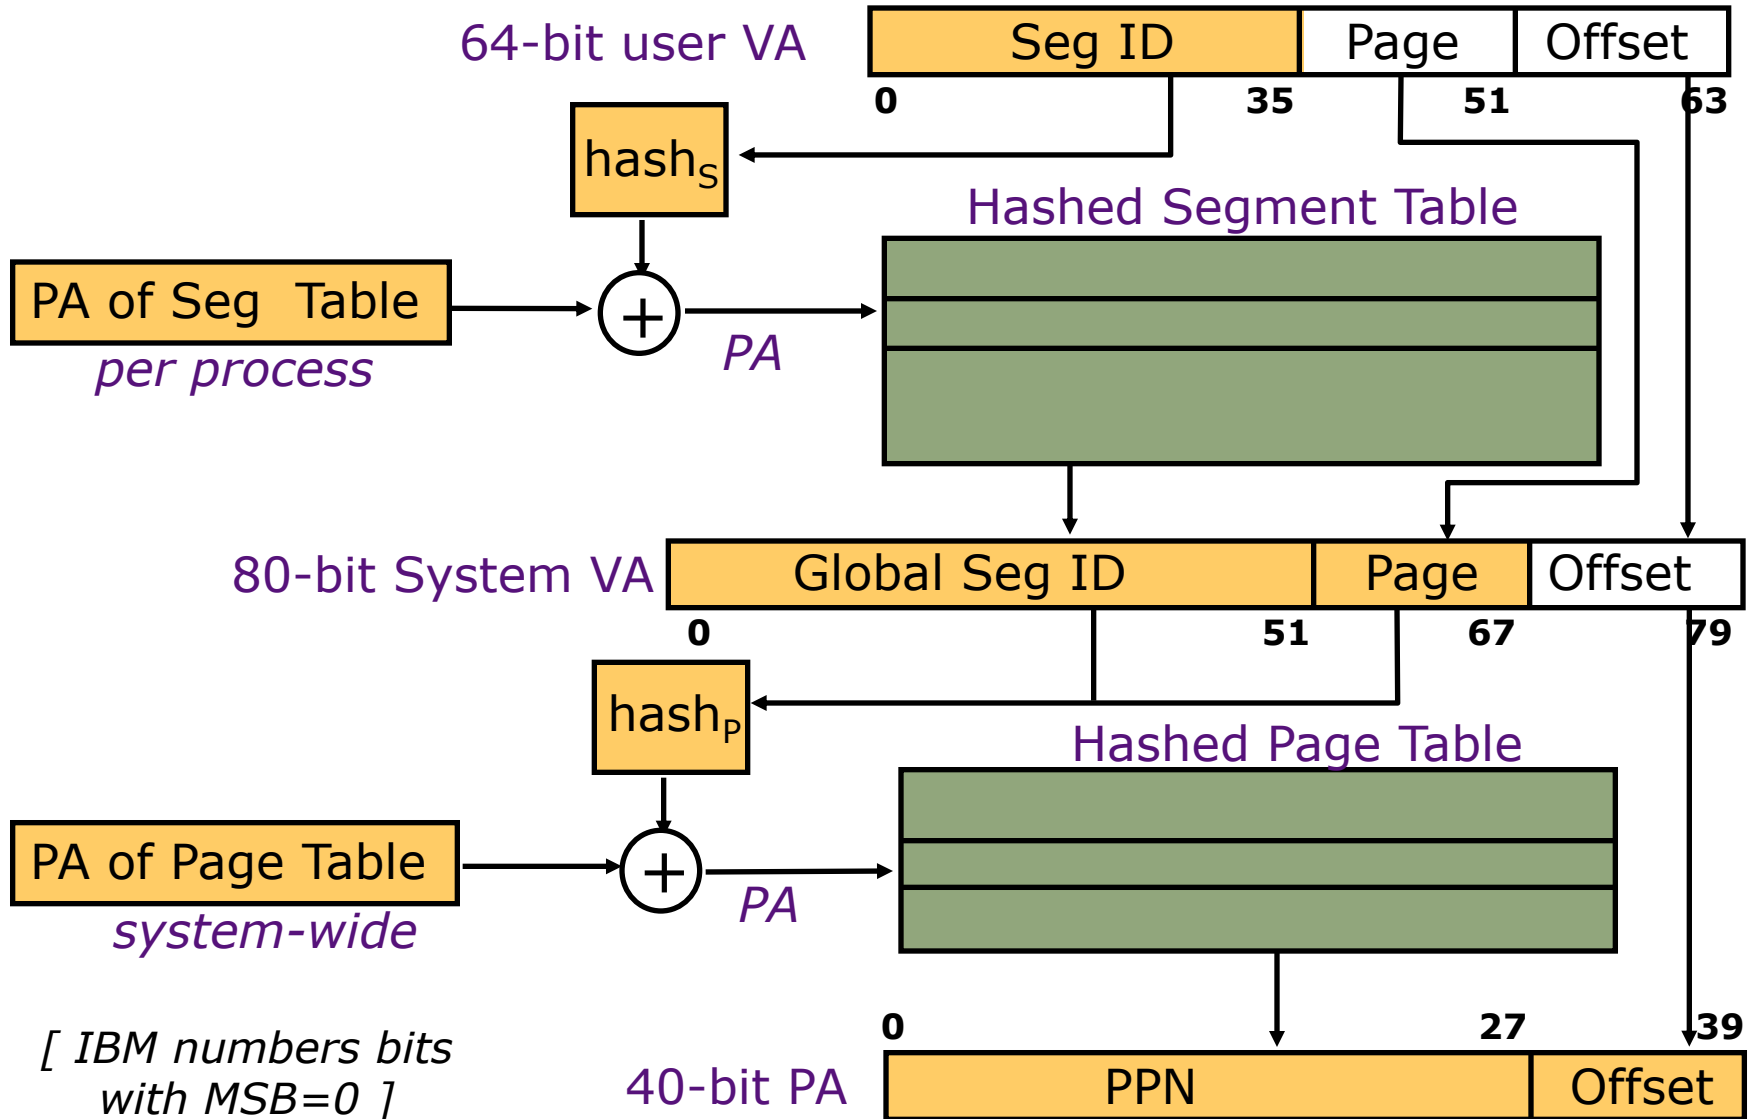 64-bit user VA
Seg ID
Page
Offset
0
35
51
63
hashS
Hashed Segment Table
PA of Seg Table
per process
+
PA
80-bit System VA
Global Seg ID
Page
Offset
0
51
67
79
hashP
Hashed Page Table
PA of Page Table
system-wide
+
PA
[ IBM numbers bits
with MSB=0 ]
0
27
39
40-bit PA
PPN
Offset